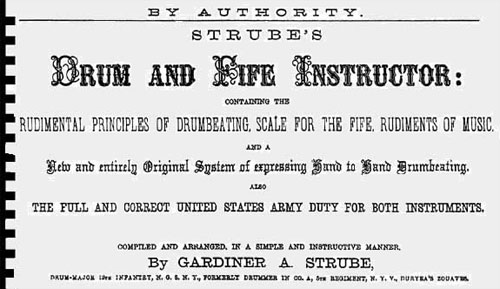 BY AUTHORITY.
STRUBE'S
DRUM AND FIFE INSTRUCTOR:
CONTAINING THE
RUDIMENTAL PRINCIPLES OF DRUMBEATING, SCALE FOR THE FIFE, RUDIMENTS OF MUSIC,
AND A
New and entirely Original System of expressing Hand to Hand Drumbeating.
ALSO
THE FULL AND CORRECT UNITED STATES ARMY DUTY FOR BOTH INSTRUMENTS.
COMPILED AND ARRANGED, IN A SIMPLE AND INSTRUCTIVE MANNER,
By GARDINER A. STRUBE,
DRUM-MAJOR 12TH INFANTRY, N. G. S. N. Y., FORMERLY DRUMMER IN CO. A, 5TH REGIMENT, N. Y. V., DURYEA'S ZOUAVES.